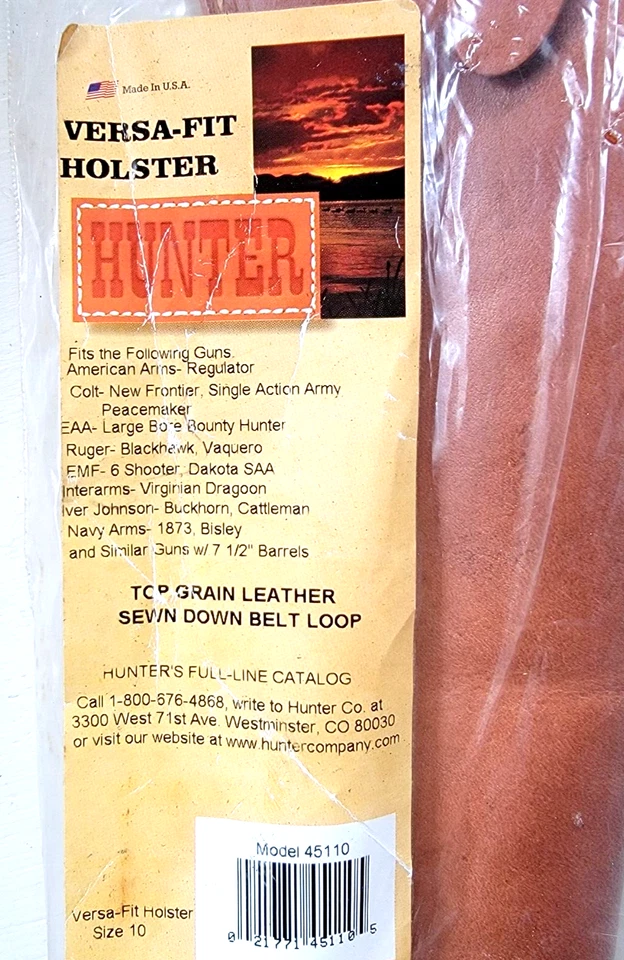 Made In U.S.A.
VERSA-FIT
HOLSTER
HUNTER
Fits the Following Guns.
American Arms- Regulator
Colt- New Frontier, Single Action Army
Peacemaker
EAA- Large Bore Bounty Hunter
Ruger- Blackhawk, Vaquero
EMF- 6 Shooter, Dakota SAA
Interarms- Virginian Dragoon
Iver Johnson- Buckhorn, Cattleman
Navy Arms- 1873, Bisley
and Similar Guns w/ 7 1/2" Barrels
TOP GRAIN LEATHER
SEWN DOWN BELT LOOP
HUNTER'S FULL-LINE CATALOG
Call 1-800-676-4868, write to Hunter Co. at
3300 West 71st Ave. Westminster, CO 80030
or visit our website at www.huntercompany.com
Model 45110
Versa-Fit Holster
Size 10
0 21771 45110 5